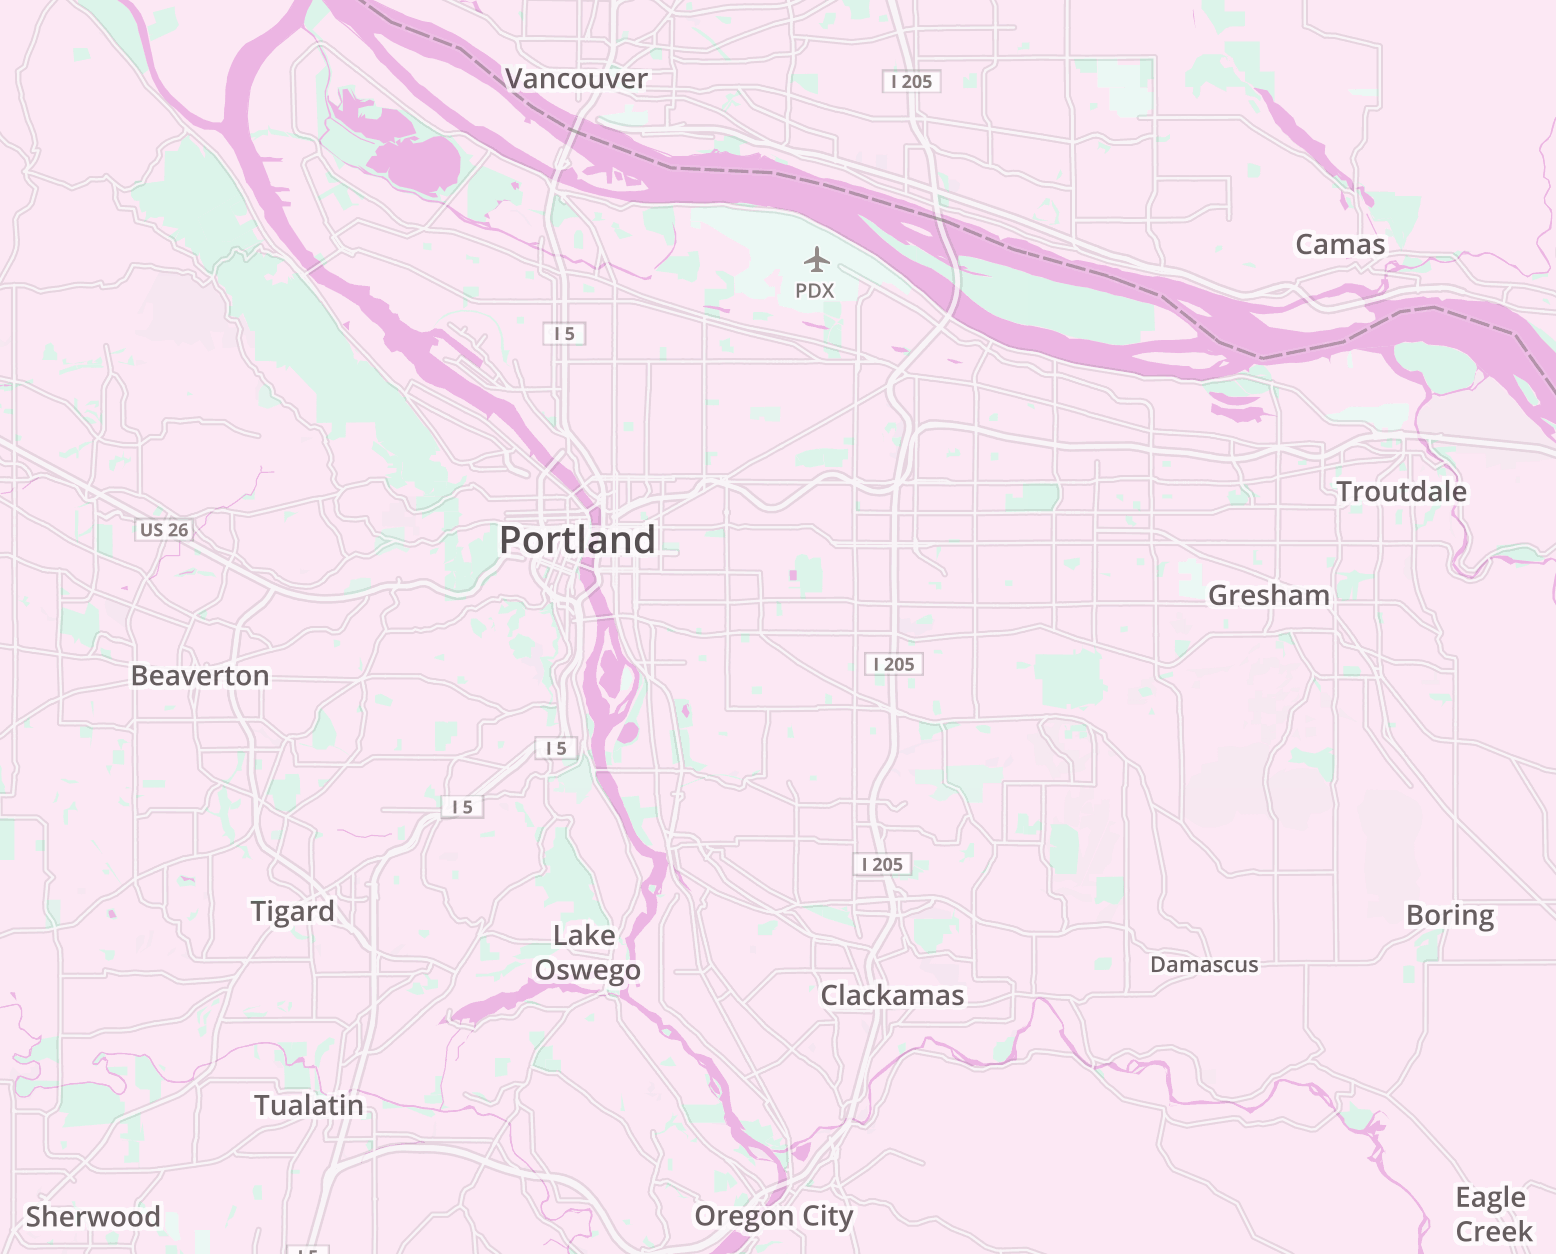 Vancouver
I 205
Camas
PDX
I 5
Troutdale
US 26
Portland
Gresham
Beaverton
I 205
I 5
I 5
I 205
Tigard
Boring
Lake
Oswego
Damascus
Clackamas
Tualatin
Sherwood
Oregon City
Eagle
Creek
I 5